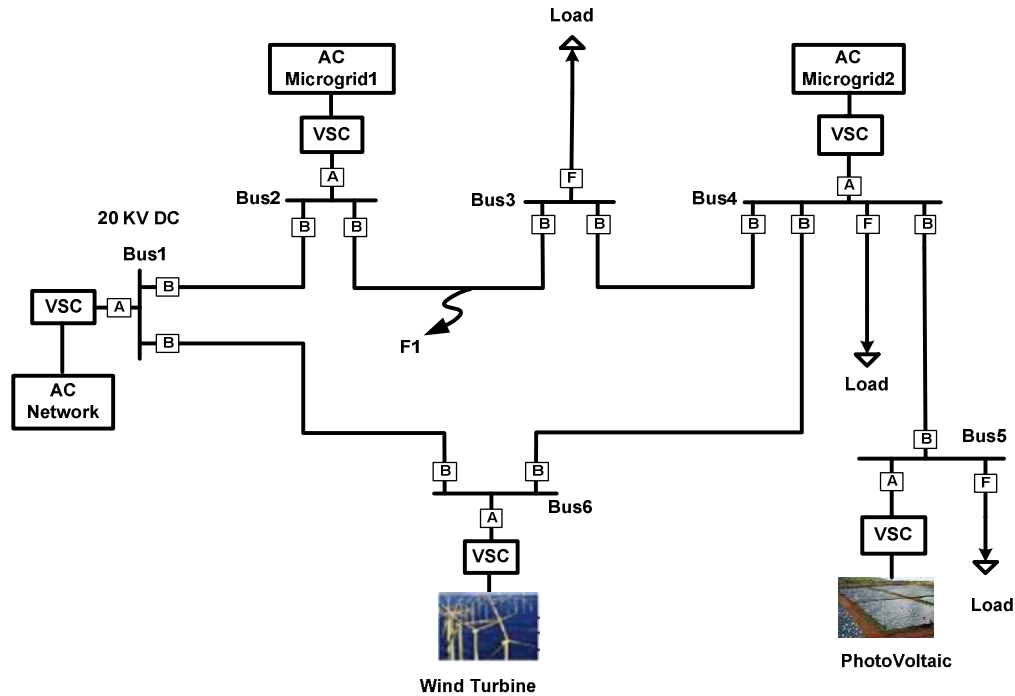 Load
AC
Microgrid1
AC
Microgrid2
VSC
VSC
A
F
A
Bus2
Bus3
Bus4
20 KV DC
B
B
B
B
B
B
F
B
Bus1
B
VSC
A
F1
B
AC
Network
Load
B
Bus5
B
B
A
F
Bus6
A
VSC
VSC
Load
PhotoVoltaic
Wind Turbine